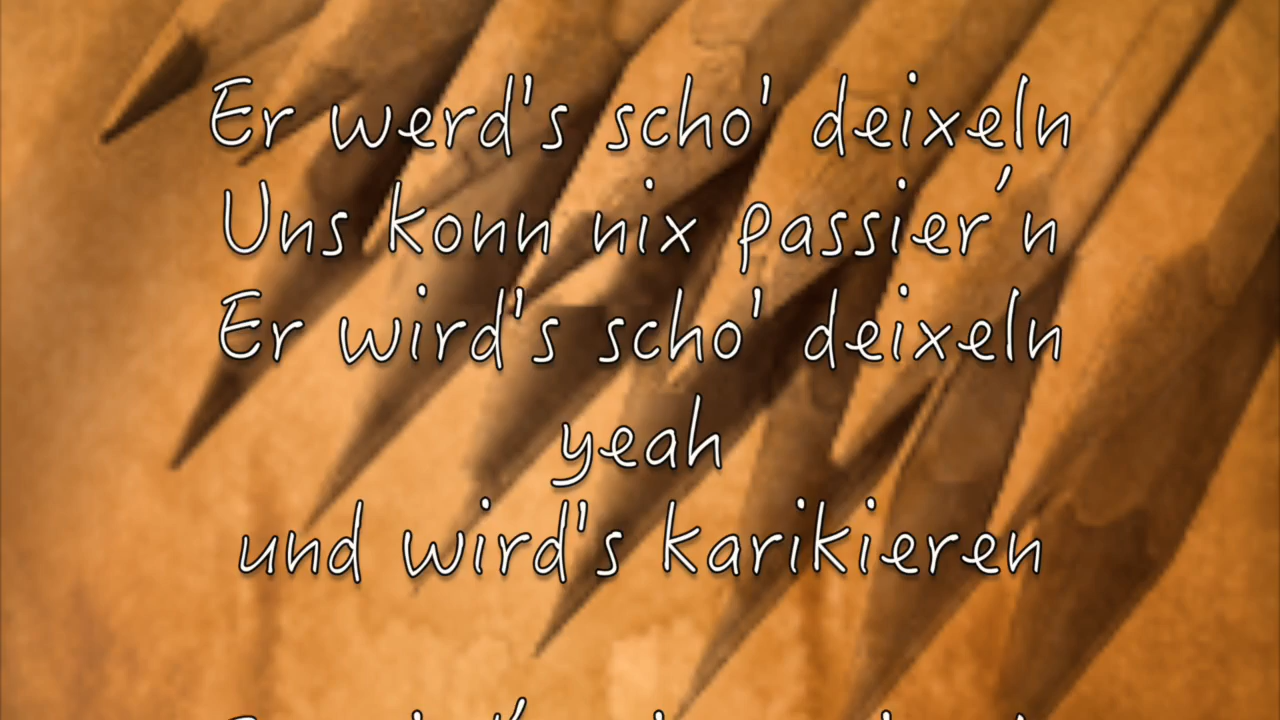 Er werd's scho' deixeln
Uns konn nix passier´n
Er wird's scho' deixeln
yeah
und wird's karikieren